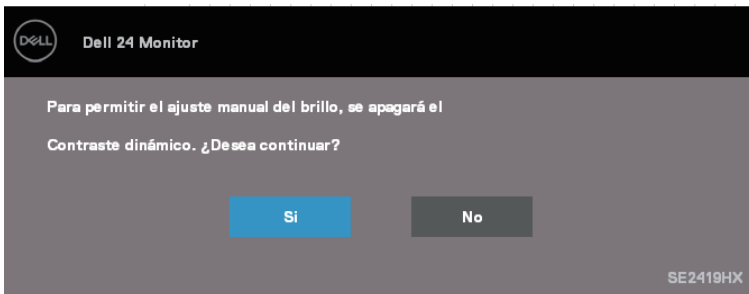 DELL
Dell 24 Monitor
Para permitir el ajuste manual del brillo, se apagará el
Contraste dinámico. ¿Desea continuar?
Si
No
SE2419HX